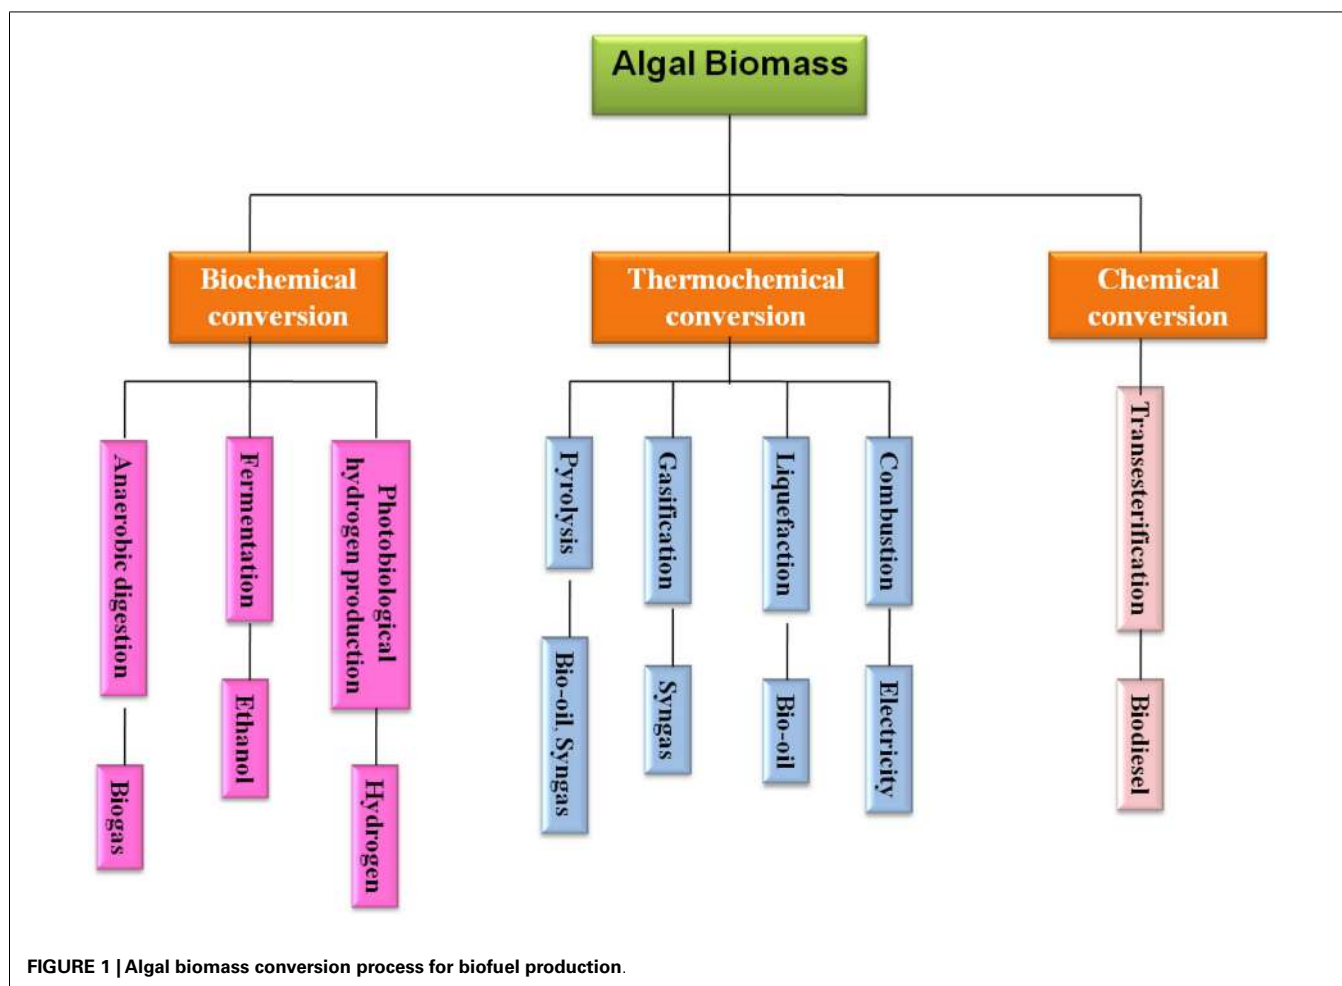 Algal Biomass
Biochemical
conversion
Thermochemical
conversion
Chemical
conversion
Anaerobic digestion
Fermentation
Photobiological
hydrogen production
Pyrolysis
Gasification
Liquefaction
Combustion
Transesterification
Biogas
Ethanol
Hydrogen
Bio-oil, Syngas
Syngas
Bio-oil
Electricity
Biodiesel
FIGURE 1 | Algal biomass conversion process for biofuel production.